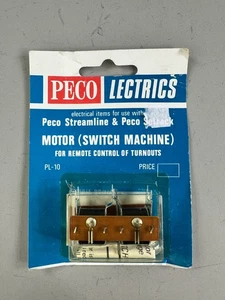 PECO LECTRICS
electrical items for use with
Peco Streamline & Peco Setrack
MOTOR (SWITCH MACHINE)
FOR REMOTE CONTROL OF TURNOUTS
PL-10 PRICE